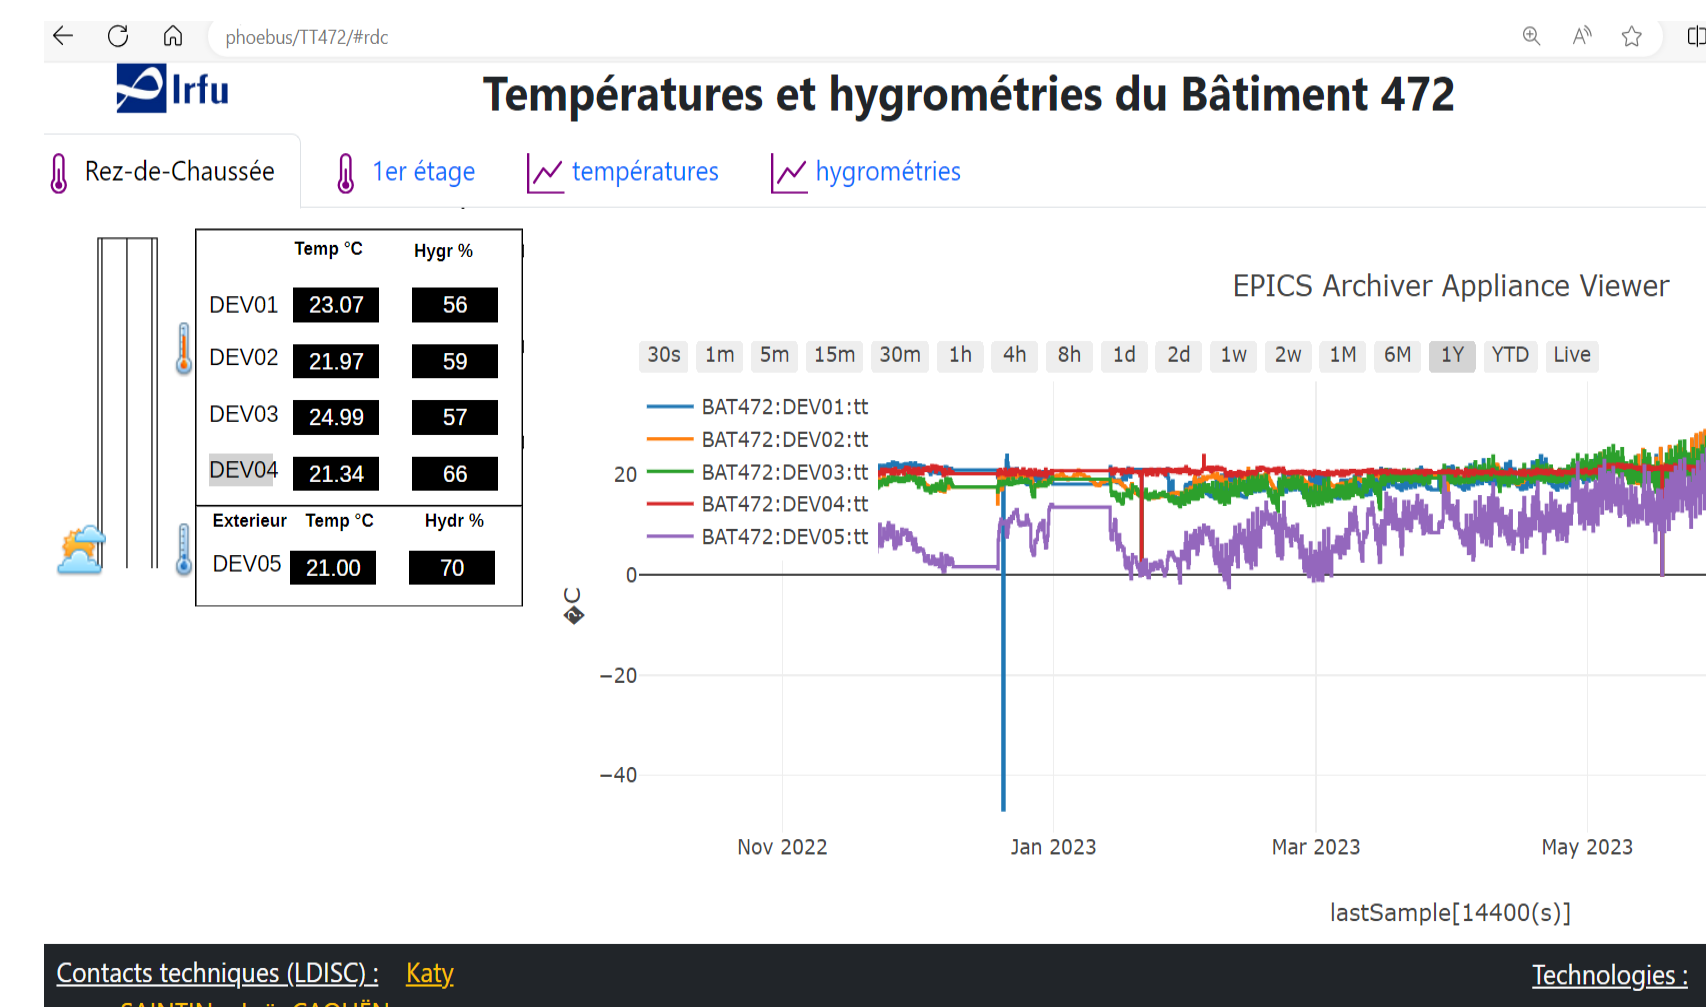 phoebus/TT472/#rdc
Irfu
Températures et hygrométries du Bâtiment 472
Rez-de-Chaussée 1er étage températures hygrométries
Temp °C Hygr %
DEV01 23.07 56
DEV02 21.97 59
DEV03 24.99 57
DEV04 21.34 66
Exterieur Temp °C Hydr %
DEV05 21.00 70
EPICS Archiver Appliance Viewer
30s 1m 5m 15m 30m 1h 4h 8h 1d 2d 1w 2w 1M 6M 1Y YTD Live
BAT472:DEV01:tt
BAT472:DEV02:tt
BAT472:DEV03:tt
BAT472:DEV04:tt
BAT472:DEV05:tt
20
0
−20
−40
�C
Nov 2022 Jan 2023 Mar 2023 May 2023
lastSample[14400(s)]
Contacts techniques (LDISC) : Katy
Technologies :